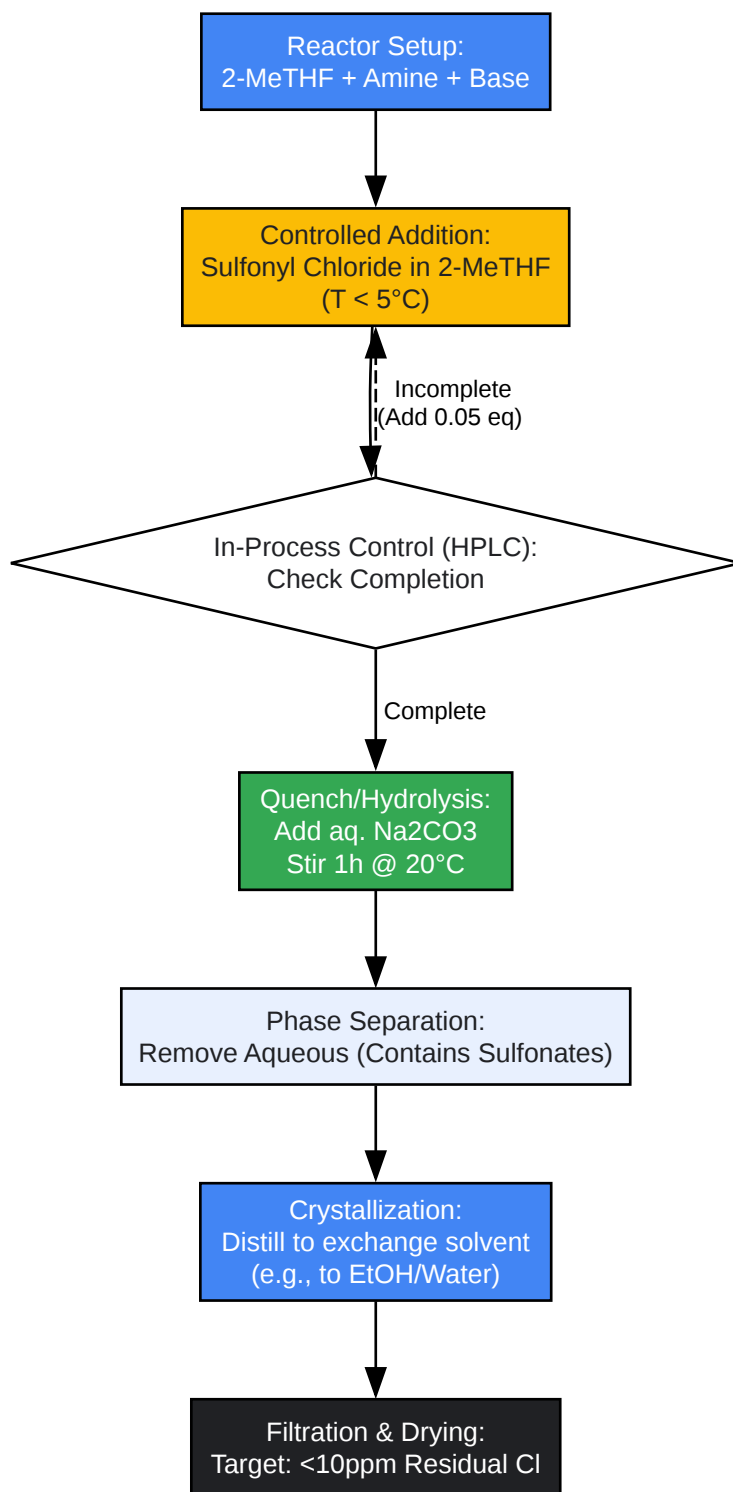 Reactor Setup:
2-MeTHF + Amine + Base
Controlled Addition:
Sulfonyl Chloride in 2-MeTHF
(T < 5°C)
Incomplete
(Add 0.05 eq)
In-Process Control (HPLC):
Check Completion
Complete
Quench/Hydrolysis:
Add aq. Na2CO3
Stir 1h @ 20°C
Phase Separation:
Remove Aqueous (Contains Sulfonates)
Crystallization:
Distill to exchange solvent
(e.g., to EtOH/Water)
Filtration & Drying:
Target: <10ppm Residual Cl